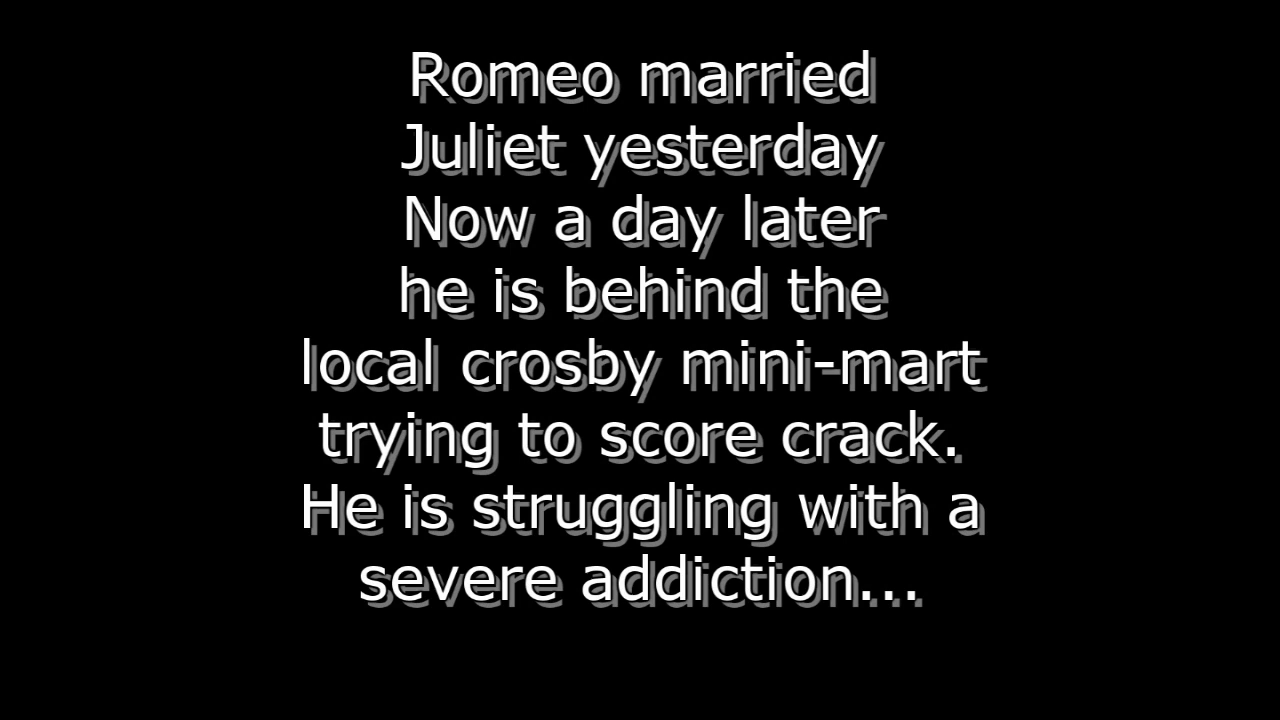 Romeo married
Juliet yesterday
Now a day later
he is behind the
local crosby mini-mart
trying to score crack.
He is struggling with a
severe addiction...